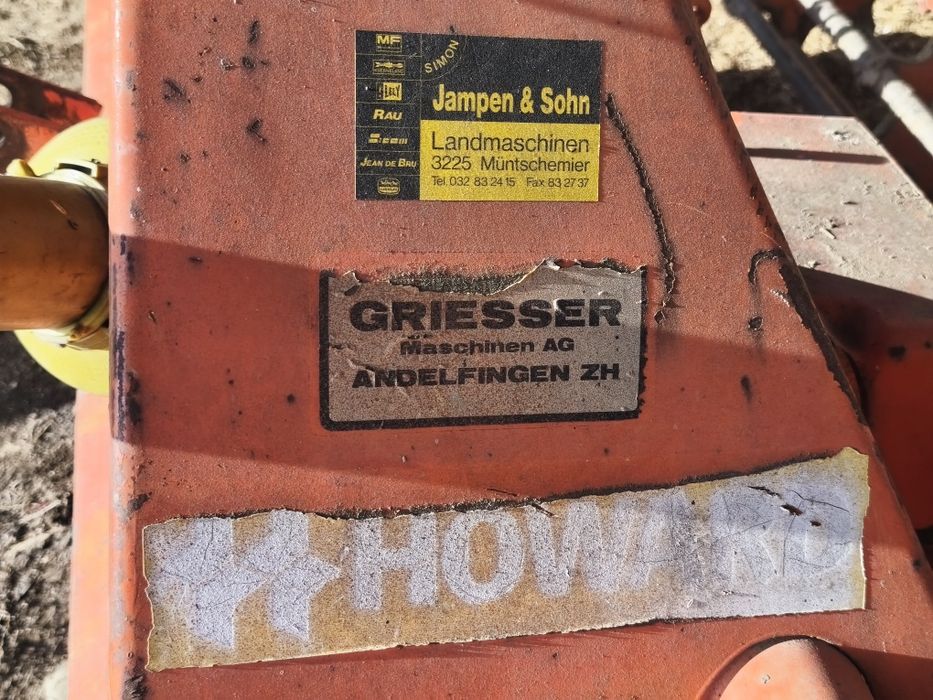 MF
SIMON
LELY
RAU
JEAN DE BRU
Jampen & Sohn
Landmaschinen
3225 Müntschemier
Tel. 032 83 24 15 Fax 83 27 37
GRIESSER
Maschinen AG
ANDELFINGEN ZH
HOWARD